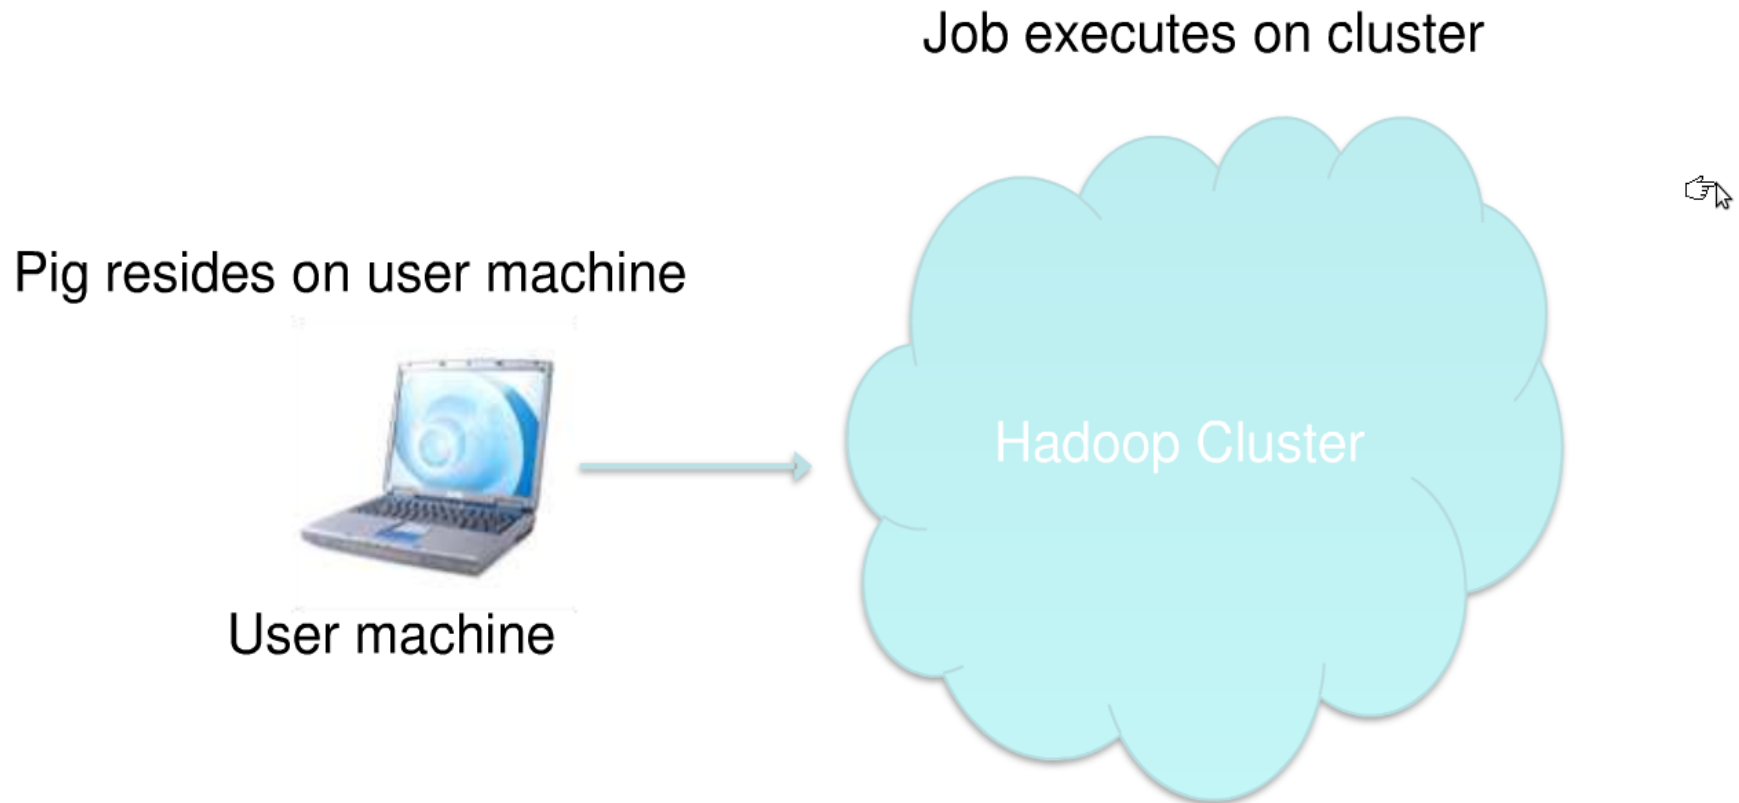 Job executes on cluster
Pig resides on user machine
Hadoop Cluster
User machine